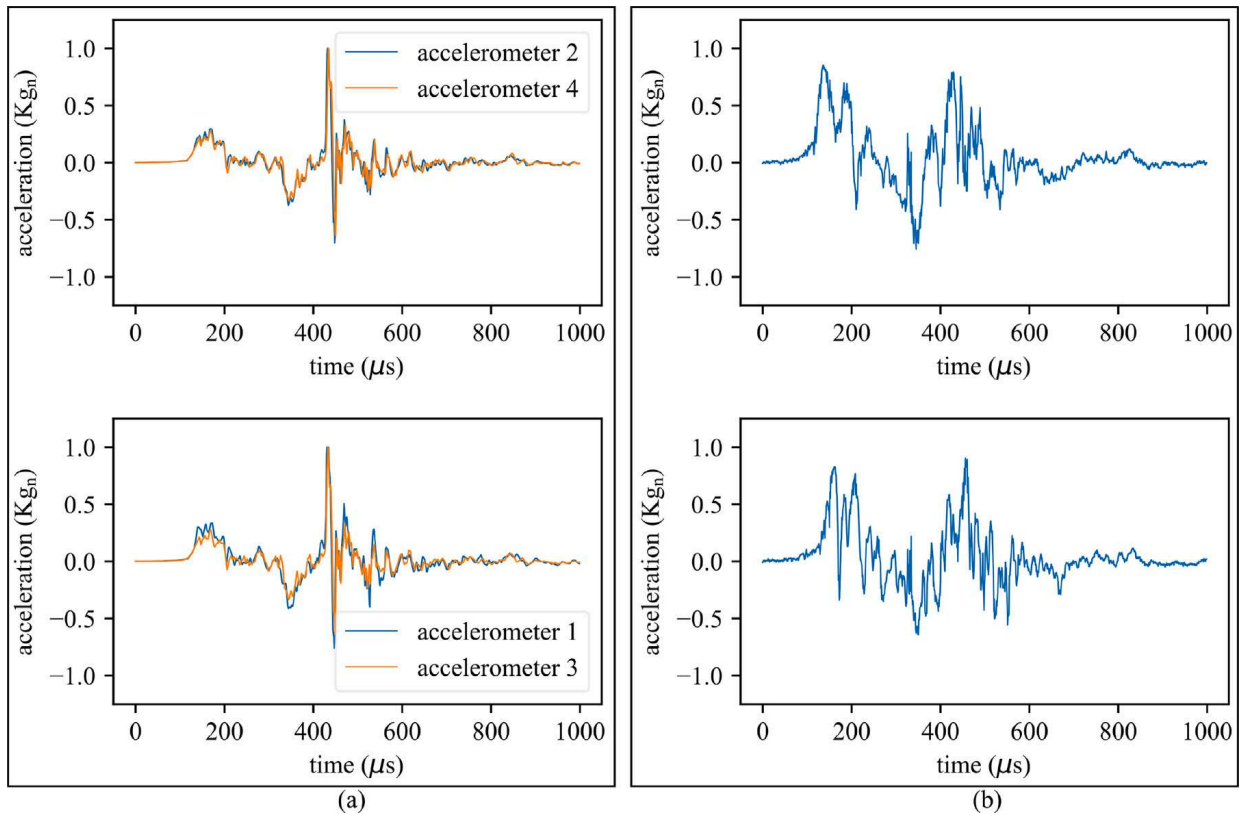 acceleration (Kgn)
1.0
0.5
0.0
−0.5
−1.0
accelerometer 2
accelerometer 4
0 200 400 600 800 1000
time (μs)
acceleration (Kgn)
1.0
0.5
0.0
−0.5
−1.0
accelerometer 1
accelerometer 3
0 200 400 600 800 1000
time (μs)
(a)
acceleration (Kgn)
1.0
0.5
0.0
−0.5
−1.0
0 200 400 600 800 1000
time (μs)
acceleration (Kgn)
1.0
0.5
0.0
−0.5
−1.0
0 200 400 600 800 1000
time (μs)
(b)